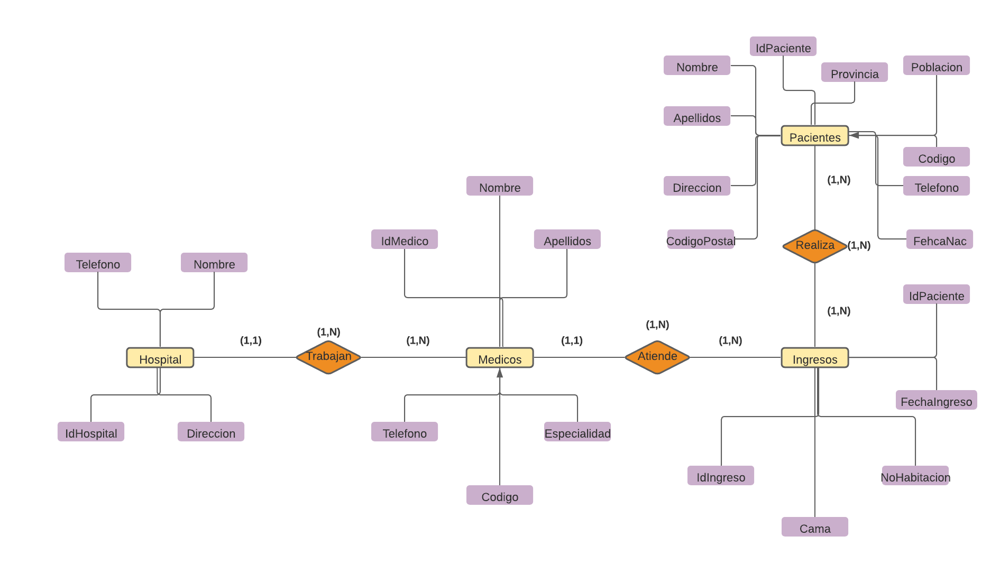 IdPaciente
Nombre
Poblacion
Provincia
Apellidos
Pacientes
Codigo
(1,N)
Nombre
Direccion
Telefono
IdMedico
Apellidos
CodigoPostal
Realiza
(1,N)
FehcaNac
Telefono
Nombre
IdPaciente
(1,N)
(1,N)
(1,N)
(1,1)
(1,N)
(1,1)
(1,N)
Hospital
Trabajan
Medicos
Atiende
Ingresos
FechaIngreso
IdHospital
Direccion
Telefono
Especialidad
IdIngreso
NoHabitacion
Codigo
Cama